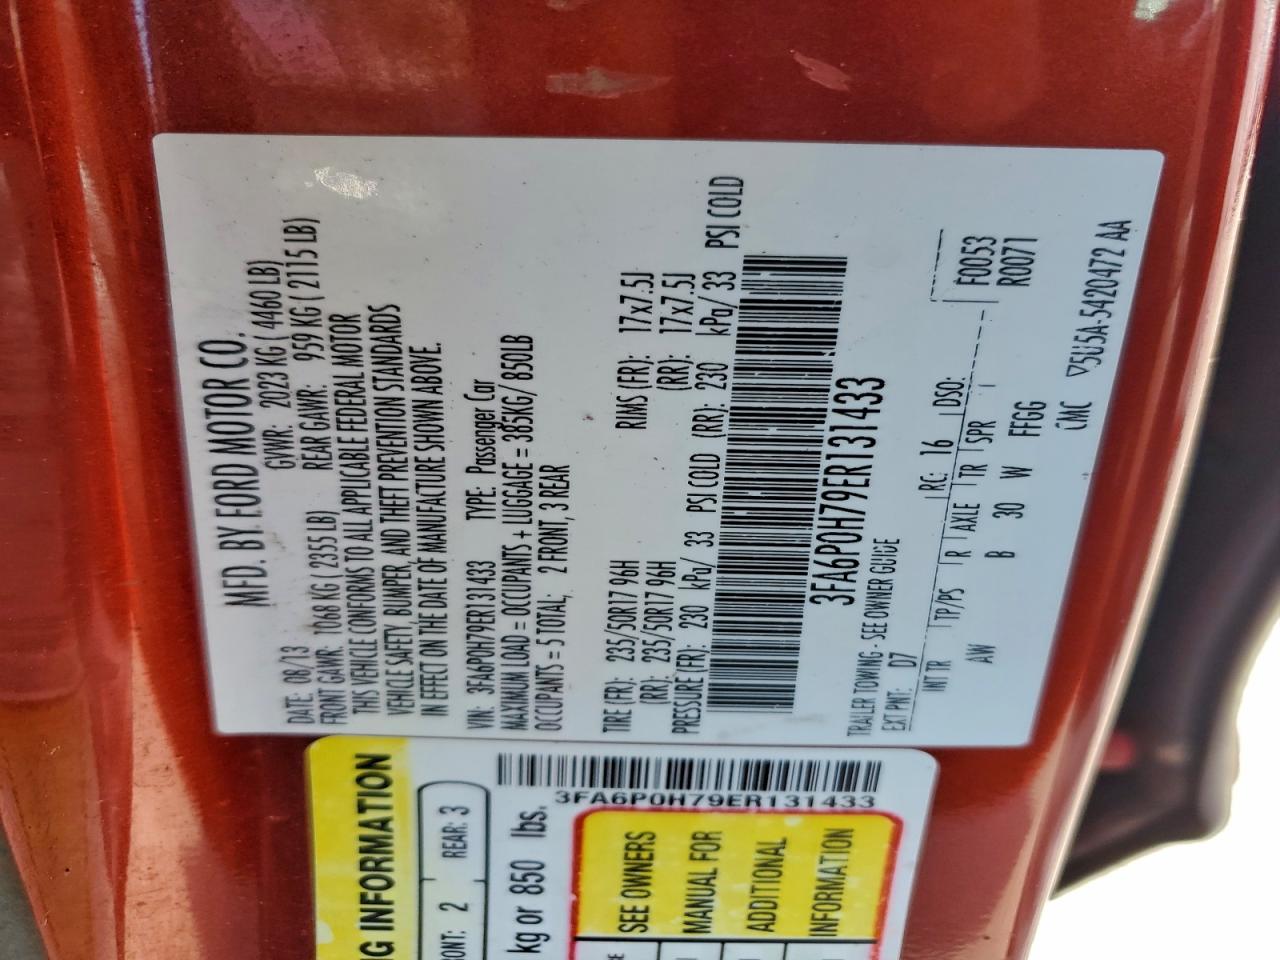 MFD. BY FORD MOTOR CO.
DATE: 08/13 GVWR: 2023 KG ( 4460 LB)
FRONT GAWR: 1068 KG ( 2355 LB) REAR GAWR: 959 KG ( 2115 LB)
THIS VEHICLE CONFORMS TO ALL APPLICABLE FEDERAL MOTOR
VEHICLE SAFETY, BUMPER, AND THEFT PREVENTION STANDARDS
IN EFFECT ON THE DATE OF MANUFACTURE SHOWN ABOVE.
VIN: 3FA6P0H79ER131433 TYPE: Passenger Car
MAXIMUM LOAD = OCCUPANTS + LUGGAGE = 385KG/ 850LB
OCCUPANTS = 5 TOTAL; 2 FRONT, 3 REAR
TIRE (FR): 235/50R17 96H RIMS (FR): 17x7.5J
(RR): 235/50R17 96H (RR): 17x7.5J
PRESSURE (FR): 230 kPa/ 33 PSI COLD (RR): 230 kPa/ 33 PSI COLD
3FA6P0H79ER131433
TRAILER TOWING - SEE OWNER GUIDE
EXT PNT: D7 RC: 16 DSO: F0053
INT TR TP/PS R AXLE TR SPR R0071
AW B 30 W FFGG
CMC 5U5A-5420472 AA
G INFORMATION
ONT: 2 REAR: 3
kg or 850 lbs.
3FA6P0H79ER131433
SEE OWNERS
MANUAL FOR
ADDITIONAL
INFORMATION